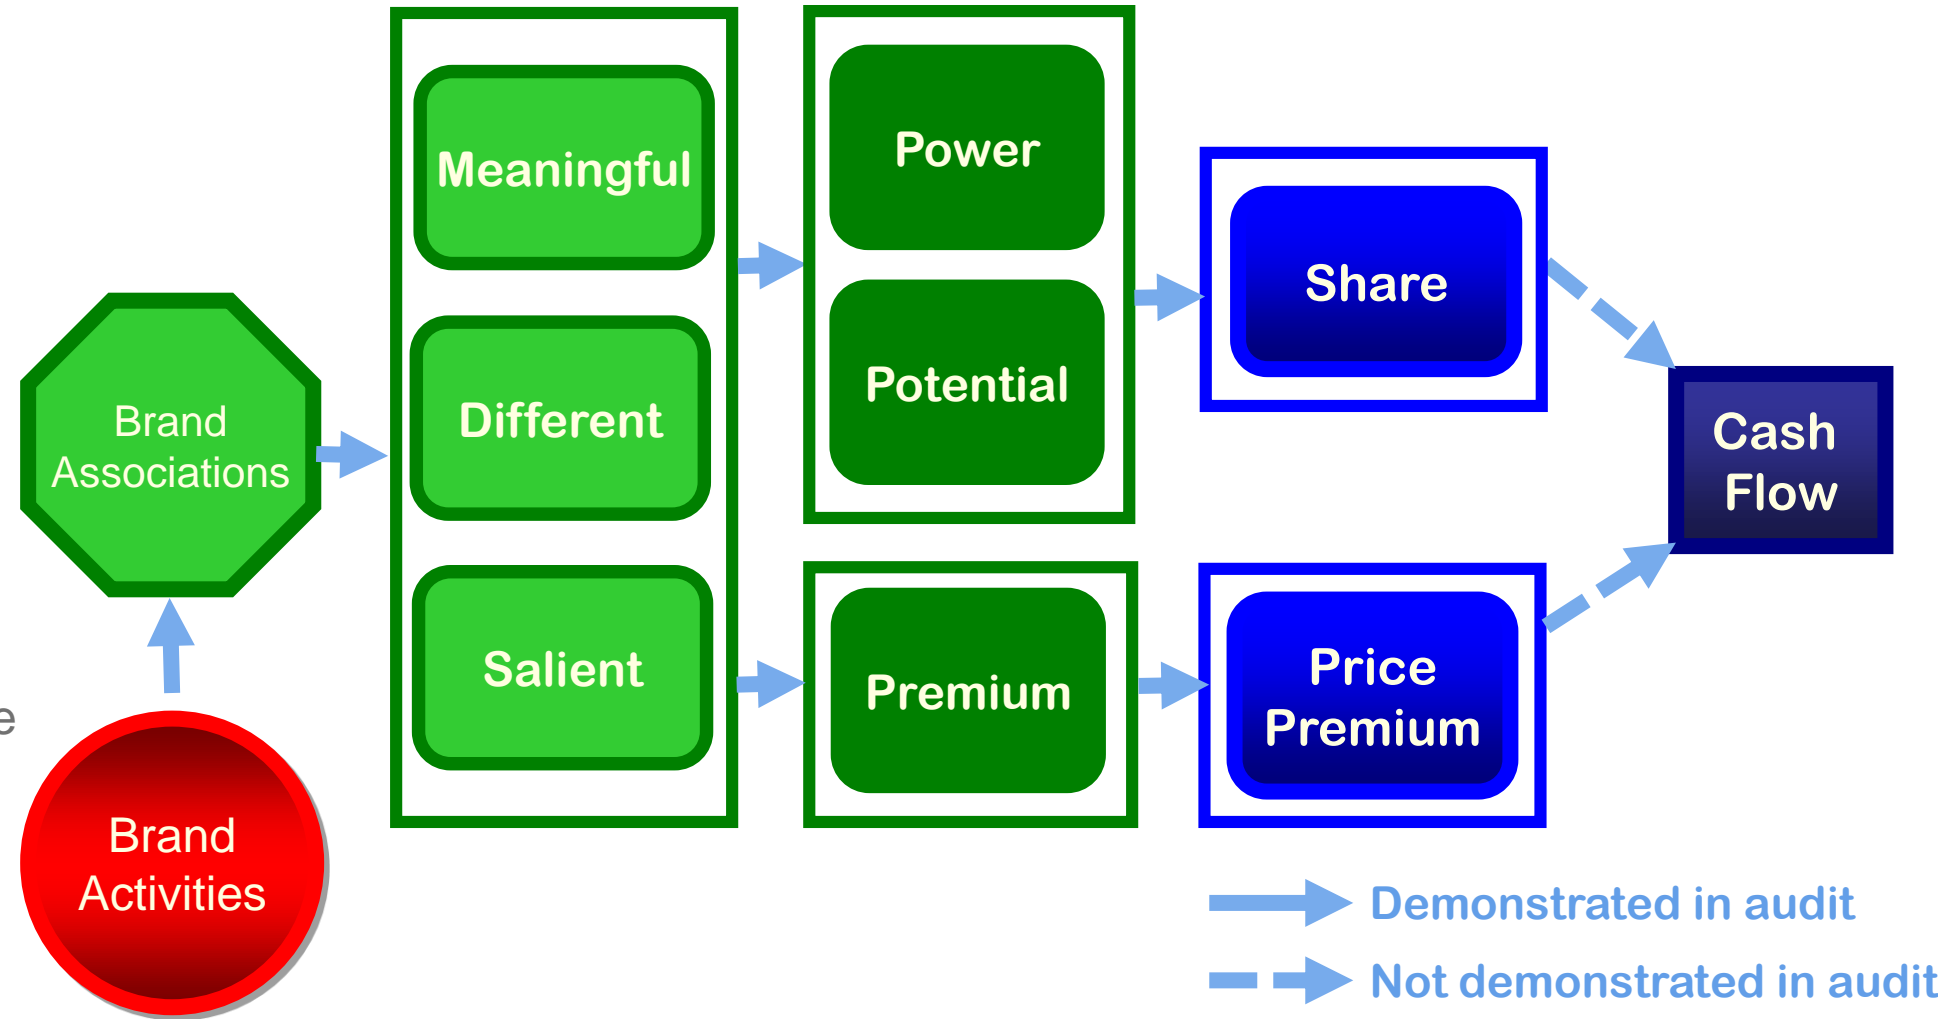 Brand
Associations
e
Brand
Activities
Meaningful
Different
Salient
Power
Potential
Premium
Share
Price
Premium
Cash
Flow
Demonstrated in audit
Not demonstrated in audit